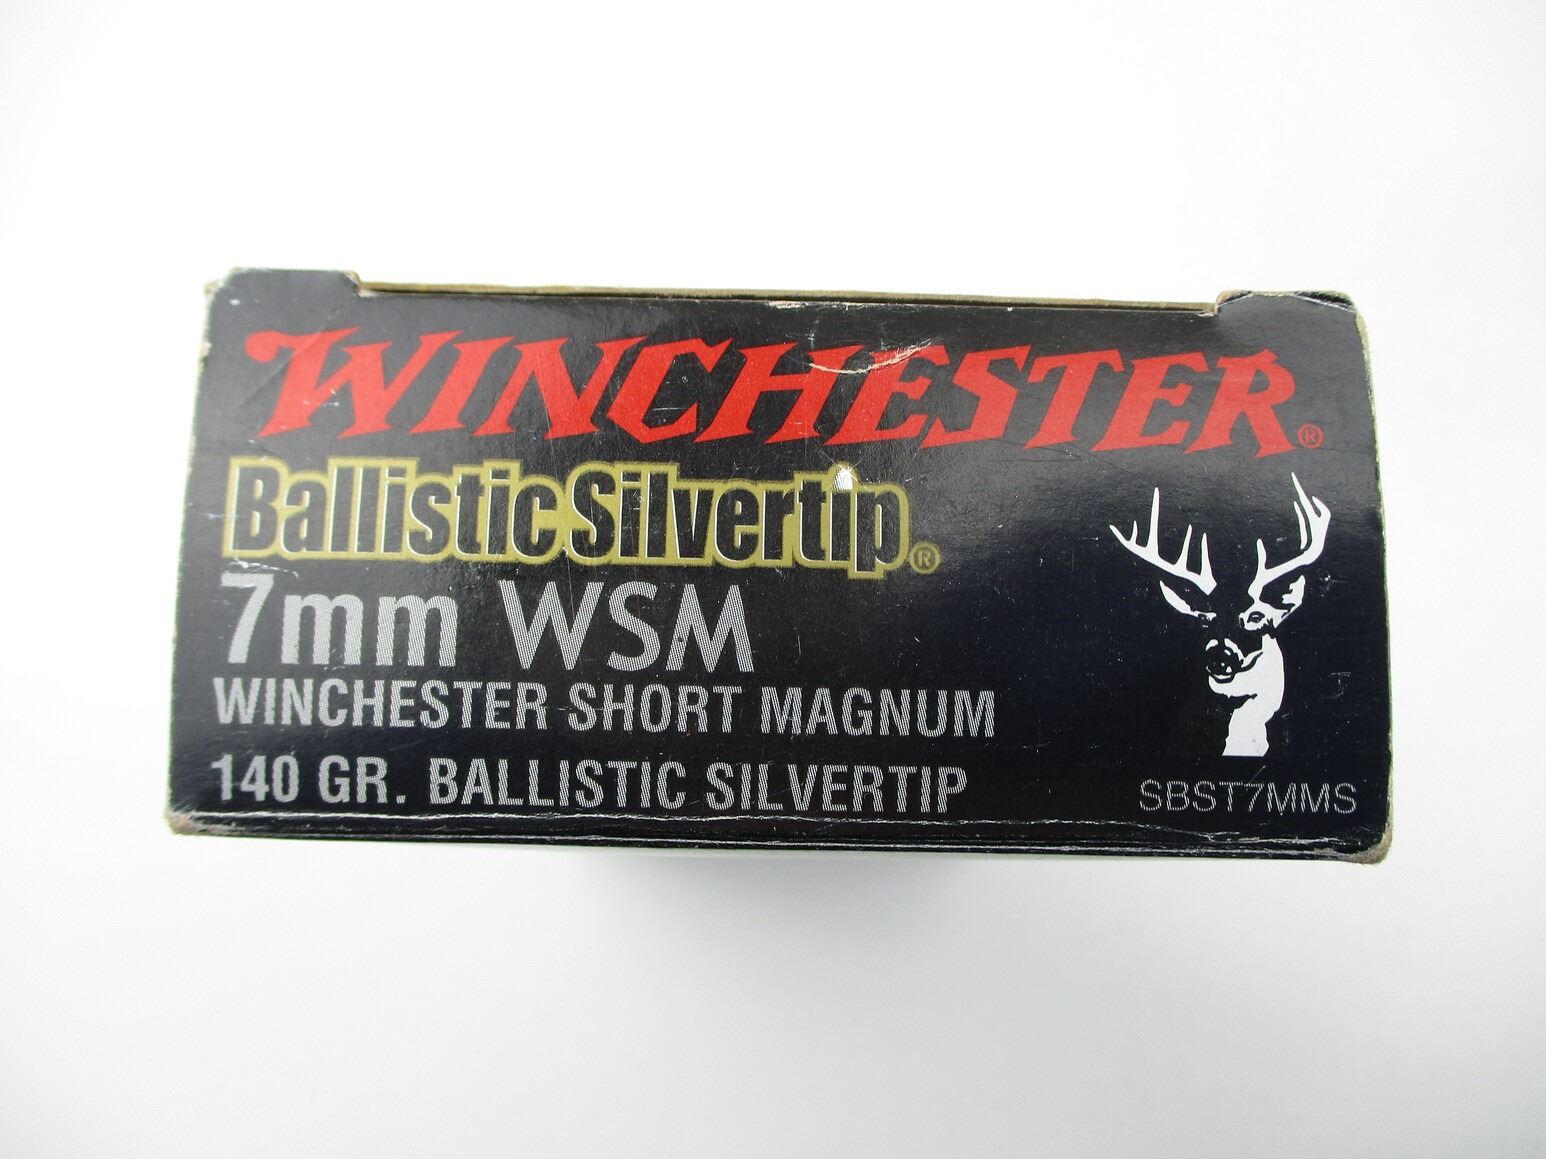 WINCHESTER®
Ballistic Silvertip®
7mm WSM
WINCHESTER SHORT MAGNUM
140 GR. BALLISTIC SILVERTIP
SBST7MMS